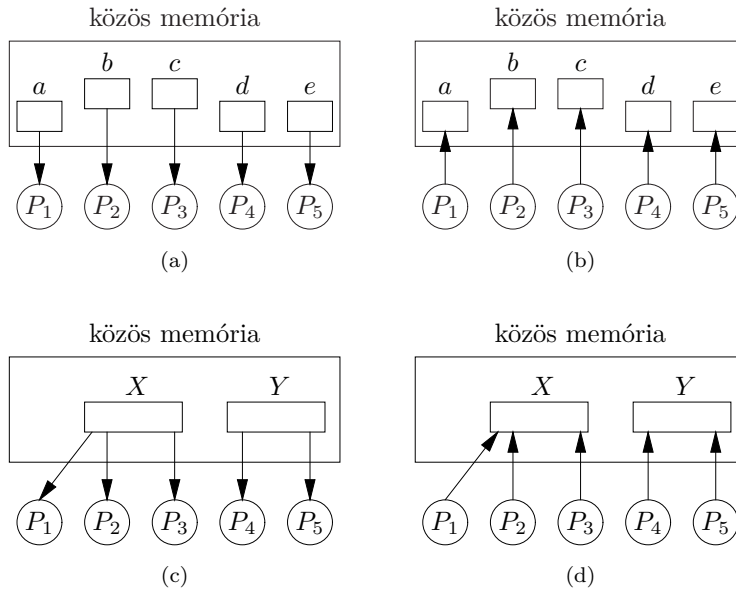 közös memória
a b c d e
P1 P2 P3 P4 P5
(a)
közös memória
a b c d e
P1 P2 P3 P4 P5
(b)
közös memória
X Y
P1 P2 P3 P4 P5
(c)
közös memória
X Y
P1 P2 P3 P4 P5
(d)